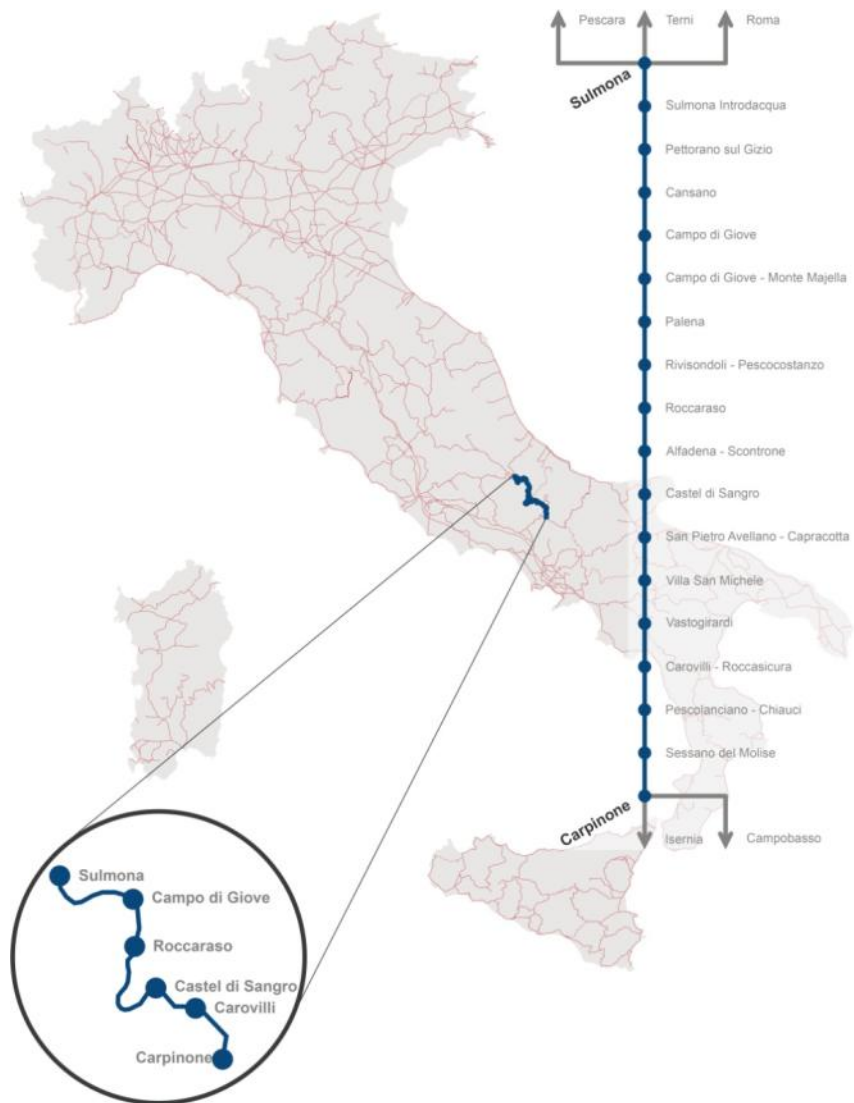 Pescara
Terni
Roma
Sulmona
Sulmona Introdacqua
Pettorano sul Gizio
Cansano
Campo di Giove
Campo di Giove - Monte Majella
Palena
Rivisondoli - Pescocostanzo
Roccaraso
Alfadena - Scontrone
Castel di Sangro
San Pietro Avellano - Capracotta
Villa San Michele
Vastogirardi
Carovilli - Roccasicura
Pescolanciano - Chiauci
Sessano del Molise
Carpinone
Isernia
Campobasso
Sulmona
Campo di Giove
Roccaraso
Castel di Sangro
Carovilli
Carpinone